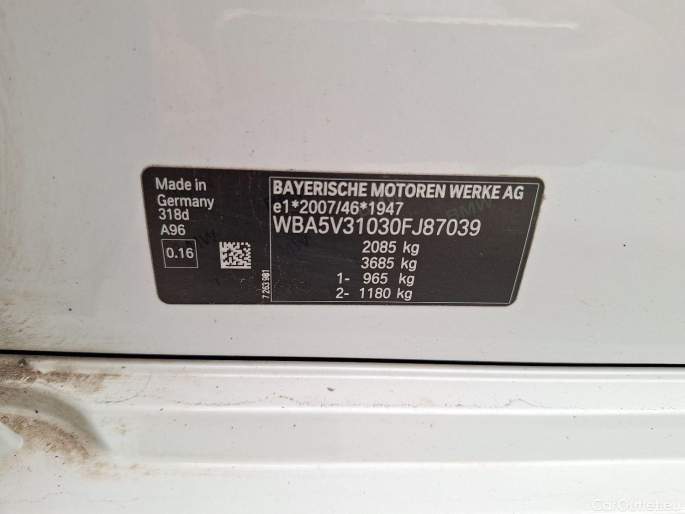 Made in
Germany
318d
A96
0.16
7 263 981
BAYERISCHE MOTOREN WERKE AG
e1*2007/46*1947
WBA5V31030FJ87039
2085 kg
3685 kg
1- 965 kg
2- 1180 kg
CarOutlet.eu